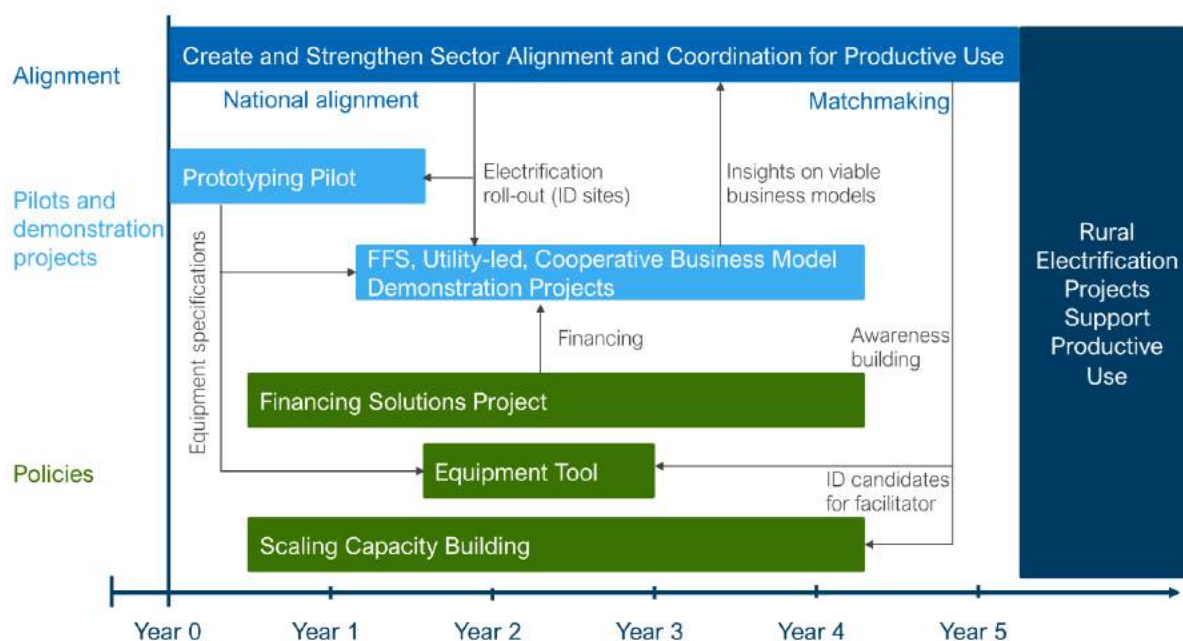 Create and Strengthen Sector Alignment and Coordination for Productive Use
Alignment
National alignment
Matchmaking
Prototyping Pilot
Electrification
roll-out (ID sites)
Insights on viable
business models
Pilots and
demonstration
projects
FFS, Utility-led, Cooperative Business Model
Demonstration Projects
Rural
Electrification
Projects
Support
Productive
Use
Equipment specifications
Financing
Awareness
building
Financing Solutions Project
Policies
Equipment Tool
ID candidates
for facilitator
Scaling Capacity Building
Year 0
Year 1
Year 2
Year 3
Year 4
Year 5